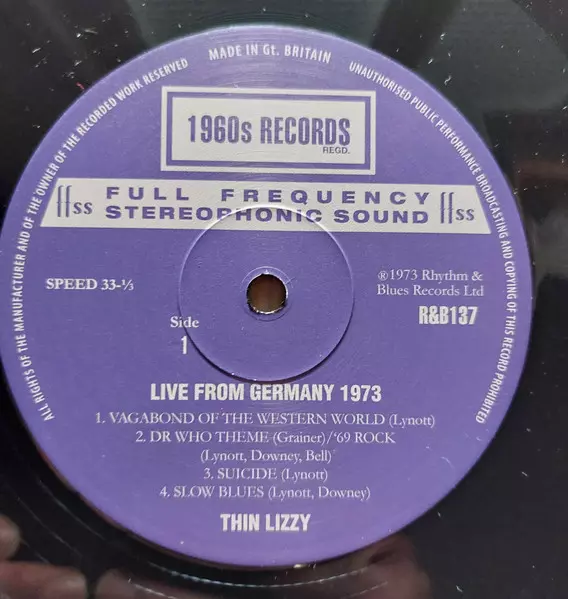 ALL RIGHTS OF THE MANUFACTURER AND OF THE OWNER OF THE RECORDED WORK RESERVED
MADE IN Gt. BRITAIN
UNAUTHORISED PUBLIC PERFORMANCE BROADCASTING AND COPYING OF THIS RECORD PROHIBITED
1960s RECORDS
REGD.
ffss FULL FREQUENCY STEREOPHONIC SOUND ffss
SPEED 33-⅓
℗1973 Rhythm &
Blues Records Ltd
R&B137
Side
1
LIVE FROM GERMANY 1973
1. VAGABOND OF THE WESTERN WORLD (Lynott)
2. DR WHO THEME (Grainer)/'69 ROCK
(Lynott, Downey, Bell)
3. SUICIDE (Lynott)
4. SLOW BLUES (Lynott, Downey)
THIN LIZZY